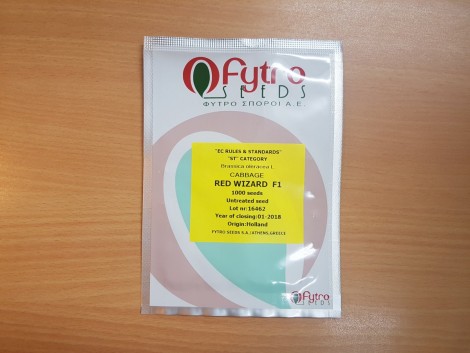 Fytro
SEEDS
ΦΥΤΡΟ ΣΠΟΡΟΙ Α.Ε.
"EC RULES & STANDARDS"
"ST" CATEGORY
Brassica oleracea L
CABBAGE
RED WIZARD F1
1000 seeds
Untreated seed
Lot nr:16462
Year of closing:01-2018
Origin:Holland
FYTRO SEEDS S.A./ATHENS,GREECE
Fytro
SEEDS